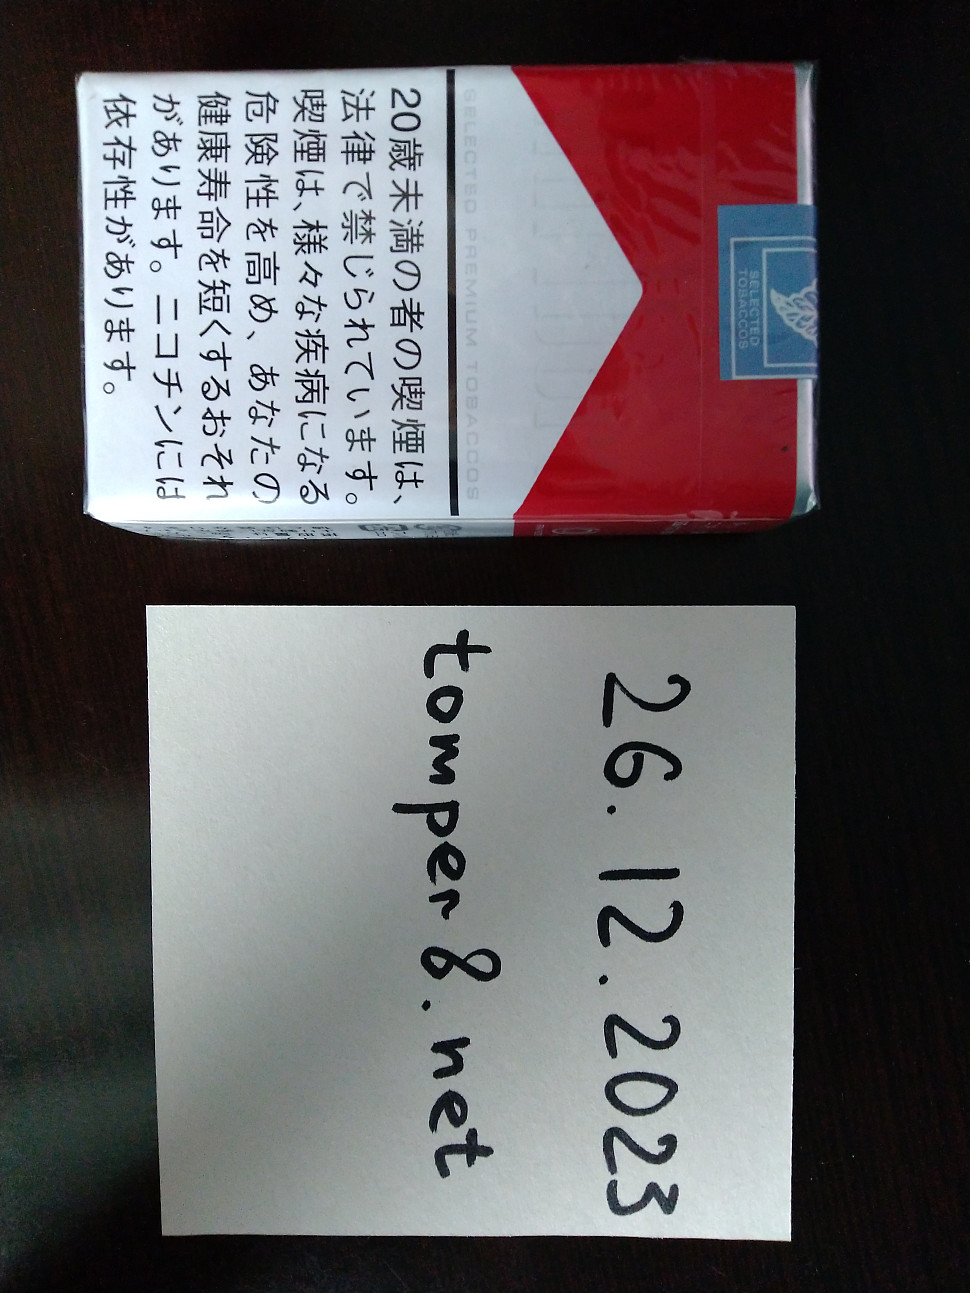 SELECTED
TOBACCOS
SELECTED PREMIUM TOBACCOS
20歳未満の者の喫煙は、
法律で禁じられています。
喫煙は、様々な疾病になる
危険性を高め、あなたの
健康寿命を短くするおそれ
があります。ニコチンには
依存性があります。
26.12.2023
tomper8.net